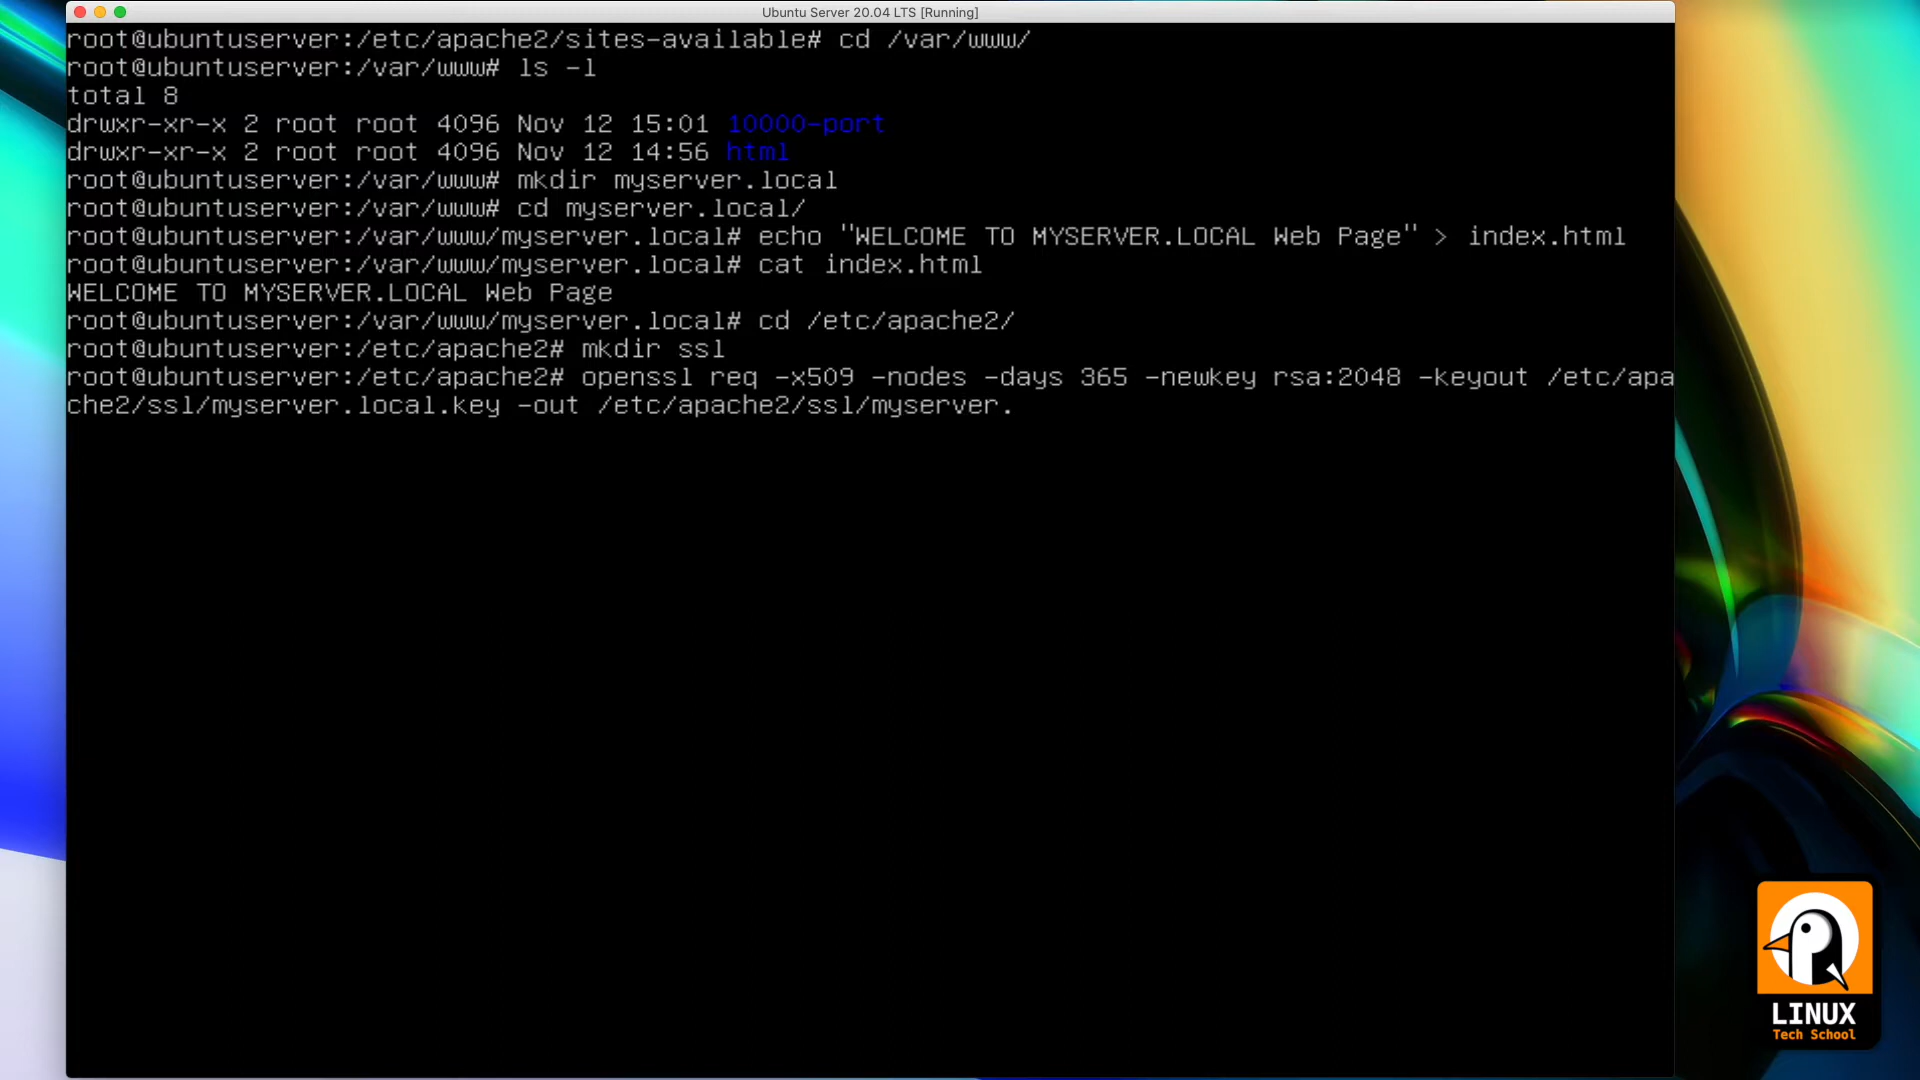 Ubuntu Server 20.04 LTS [Running]
root@ubuntuserver:/etc/apache2/sites-available# cd /var/www/
root@ubuntuserver:/var/www# ls -l
total 8
drwxr-xr-x 2 root root 4096 Nov 12 15:01 10000-port
drwxr-xr-x 2 root root 4096 Nov 12 14:56 html
root@ubuntuserver:/var/www# mkdir myserver.local
root@ubuntuserver:/var/www# cd myserver.local/
root@ubuntuserver:/var/www/myserver.local# echo "WELCOME TO MYSERVER.LOCAL Web Page" > index.html
root@ubuntuserver:/var/www/myserver.local# cat index.html
WELCOME TO MYSERVER.LOCAL Web Page
root@ubuntuserver:/var/www/myserver.local# cd /etc/apache2/
root@ubuntuserver:/etc/apache2# mkdir ssl
root@ubuntuserver:/etc/apache2# openssl req -x509 -nodes -days 365 -newkey rsa:2048 -keyout /etc/apa
che2/ssl/myserver.local.key -out /etc/apache2/ssl/myserver.
LINUX
Tech School